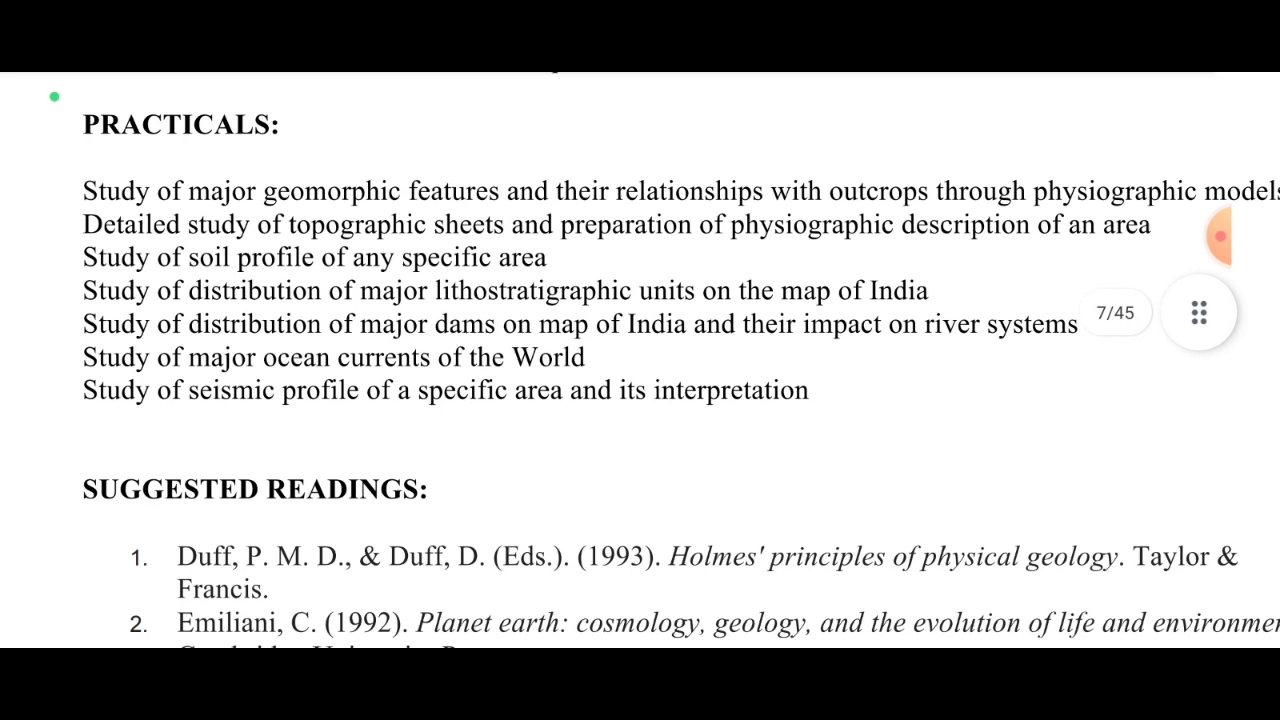 PRACTICALS:
Study of major geomorphic features and their relationships with outcrops through physiographic models
Detailed study of topographic sheets and preparation of physiographic description of an area
Study of soil profile of any specific area
Study of distribution of major lithostratigraphic units on the map of India
Study of distribution of major dams on map of India and their impact on river systems
7/45
Study of major ocean currents of the World
Study of seismic profile of a specific area and its interpretation
SUGGESTED READINGS:
1. Duff, P. M. D., & Duff, D. (Eds.). (1993). Holmes' principles of physical geology. Taylor &
Francis.
2. Emiliani, C. (1992). Planet earth: cosmology, geology, and the evolution of life and